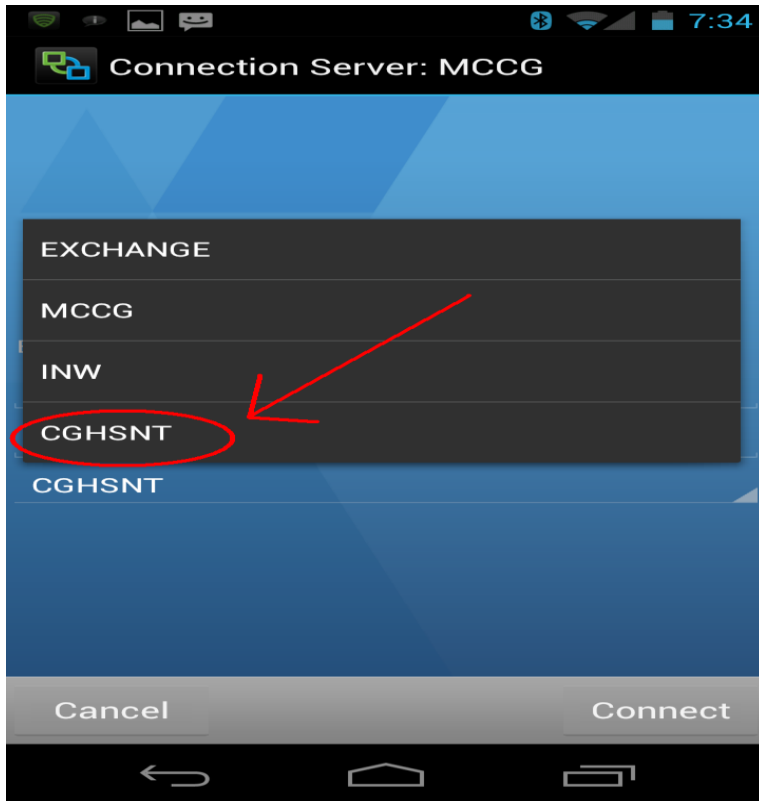 7:34
Connection Server: MCCG
EXCHANGE
MCCG
INW
CGHSNT
CGHSNT
Cancel
Connect